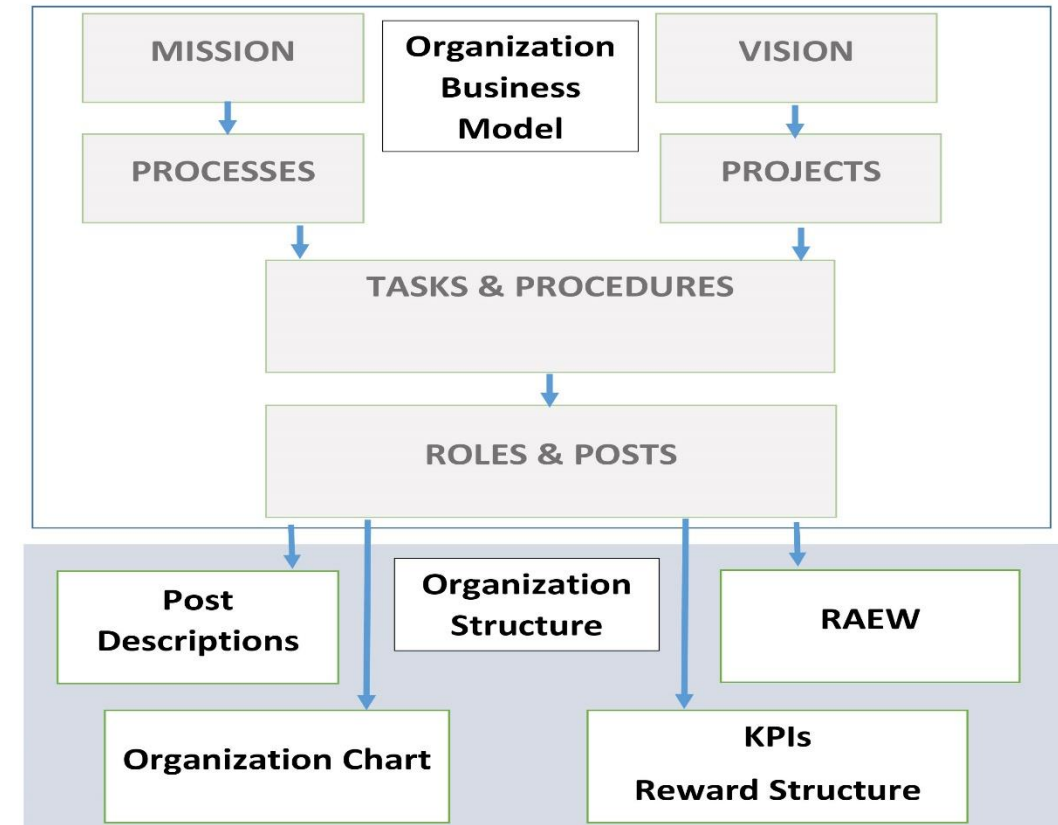 MISSION
Organization
Business
Model
VISION
PROCESSES
PROJECTS
TASKS & PROCEDURES
ROLES & POSTS
Post
Descriptions
Organization
Structure
RAEW
Organization Chart
KPIs
Reward Structure